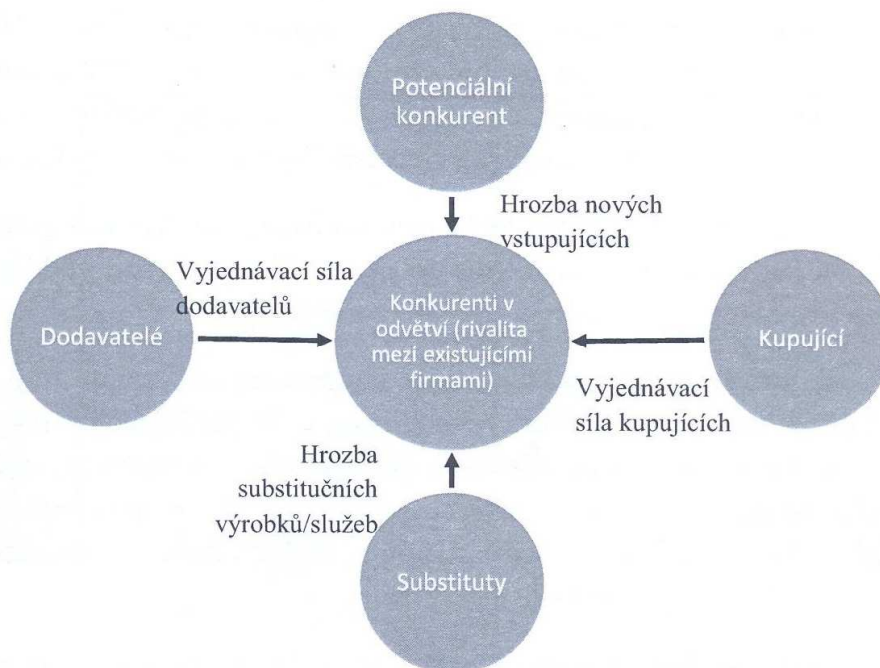 Potenciální
konkurent
Hrozba nových
vstupujících
Vyjednávací síla
dodavatelů
Dodavatelé
Konkurenti v
odvětví (rivalita
mezi existujícími
firmami)
Kupující
Vyjednávací
síla kupujících
Hrozba
substitučních
výrobků/služeb
Substituty